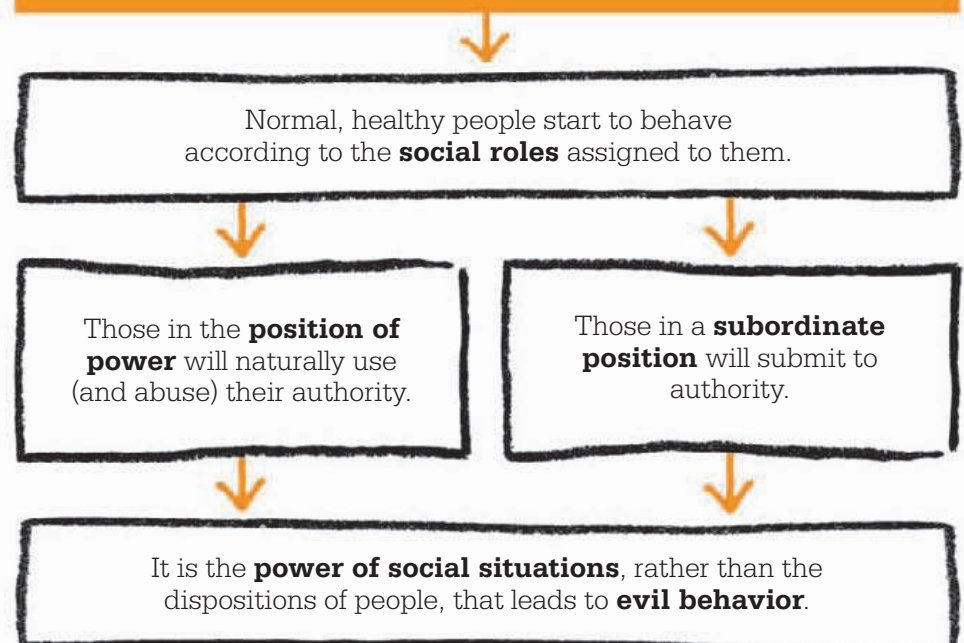 Normal, healthy people start to behave
according to the social roles assigned to them.
Those in the position of
power will naturally use
(and abuse) their authority.
Those in a subordinate
position will submit to
authority.
It is the power of social situations, rather than the
dispositions of people, that leads to evil behavior.